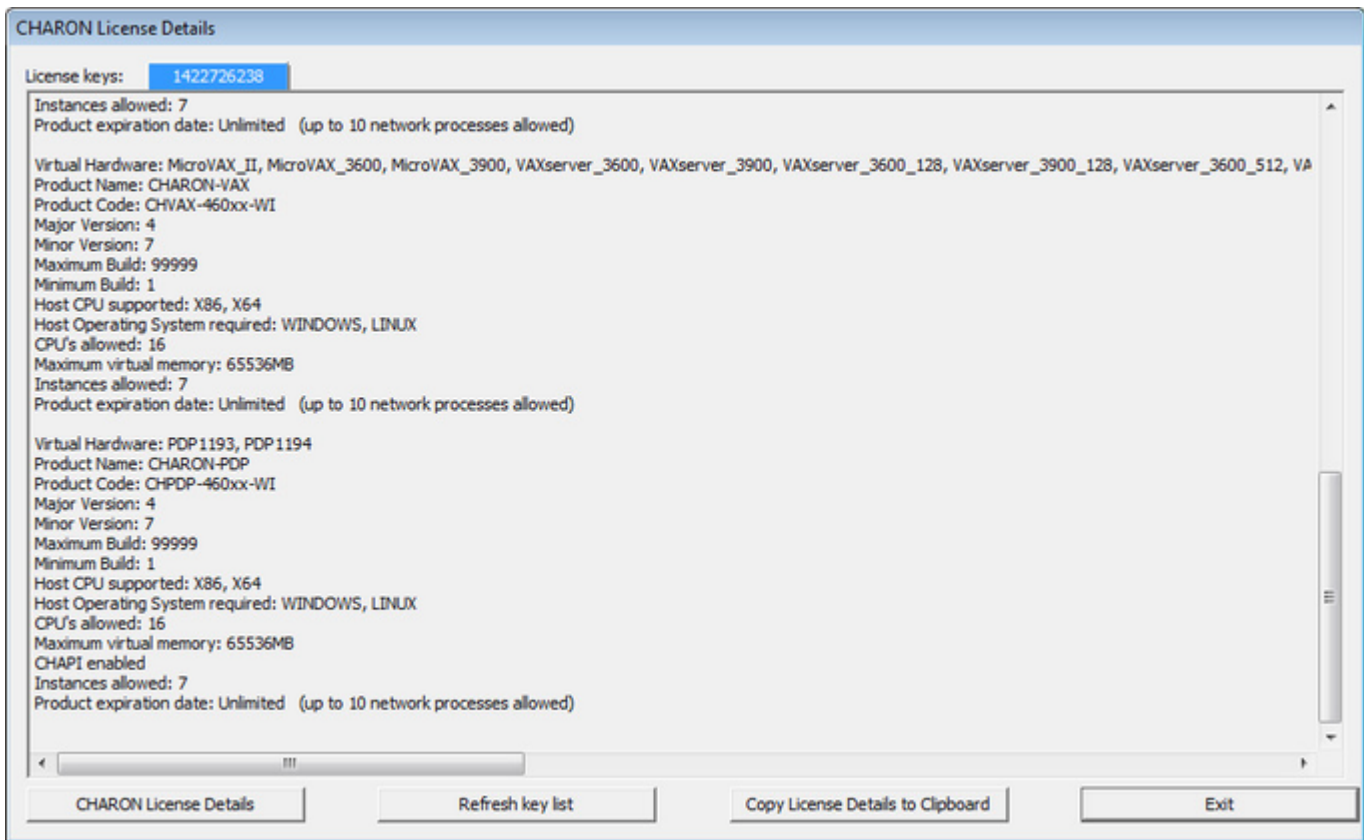 CHARON License Details
License keys: 1422726238
Instances allowed: 7
Product expiration date: Unlimited (up to 10 network processes allowed)
Virtual Hardware: MicroVAX_II, MicroVAX_3600, MicroVAX_3900, VAXserver_3600, VAXserver_3900, VAXserver_3600_128, VAXserver_3900_128, VAXserver_3600_512, VA
Product Name: CHARON-VAX
Product Code: CHVAX-460xx-WI
Major Version: 4
Minor Version: 7
Maximum Build: 99999
Minimum Build: 1
Host CPU supported: X86, X64
Host Operating System required: WINDOWS, LINUX
CPU's allowed: 16
Maximum virtual memory: 65536MB
Instances allowed: 7
Product expiration date: Unlimited (up to 10 network processes allowed)
Virtual Hardware: PDP1193, PDP1194
Product Name: CHARON-PDP
Product Code: CHPDP-460xx-WI
Major Version: 4
Minor Version: 7
Maximum Build: 99999
Minimum Build: 1
Host CPU supported: X86, X64
Host Operating System required: WINDOWS, LINUX
CPU's allowed: 16
Maximum virtual memory: 65536MB
CHAPI enabled
Instances allowed: 7
Product expiration date: Unlimited (up to 10 network processes allowed)
CHARON License Details Refresh key list Copy License Details to Clipboard Exit